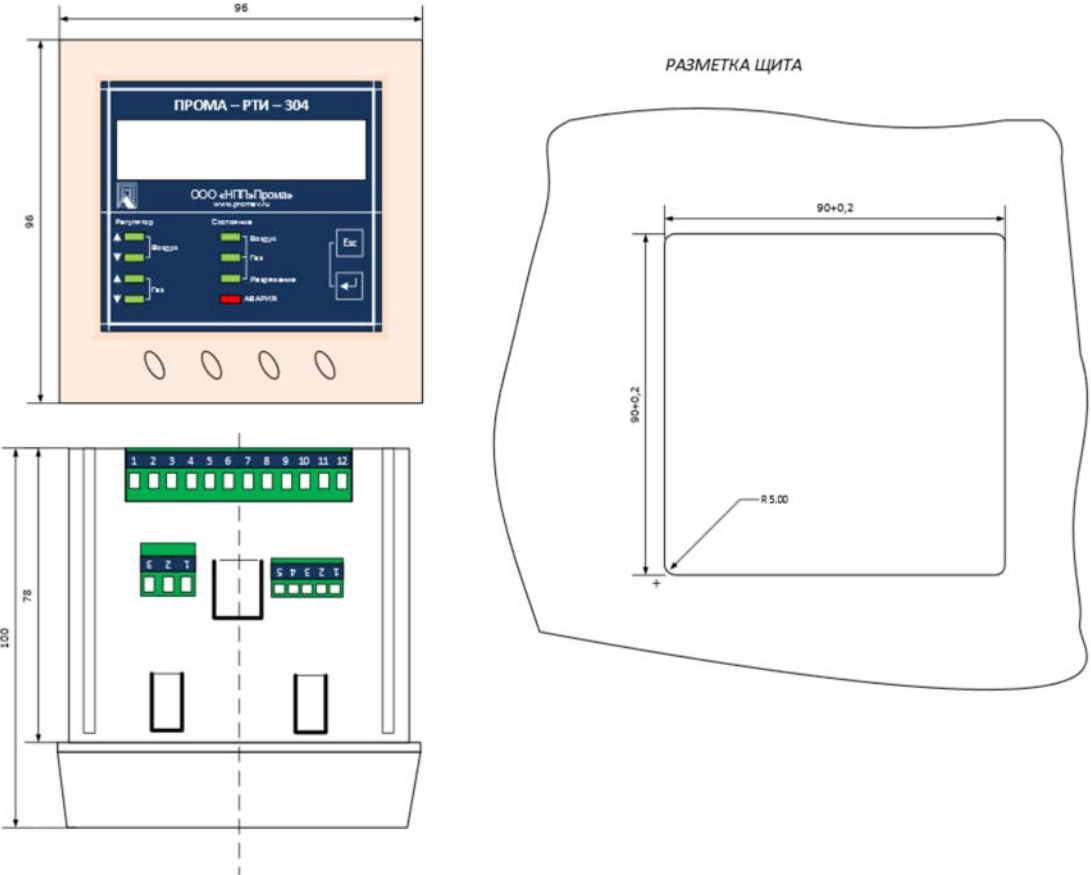 96
96
ПРОМА – РТИ – 304
ООО «НПП»Прома»
www.promav.ru
Регулятор
Состояние
Воздух
Воздух
Газ
Газ
Разряжение
АВАРИЯ
Esc
РАЗМЕТКА ЩИТА
90+0,2
90+0,2
R 5.00
1 2 3 4 5 6 7 8 9 10 11 12
3 2 1
5 4 3 2 1
78
100